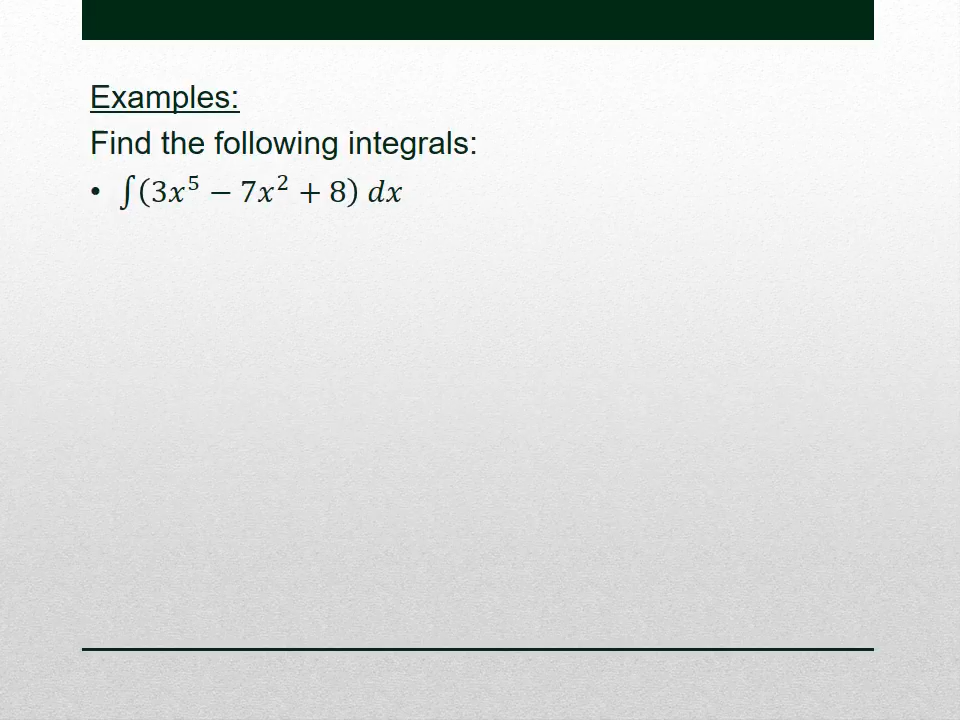 Examples:
Find the following integrals:
• ∫(3x⁵ − 7x² + 8) dx